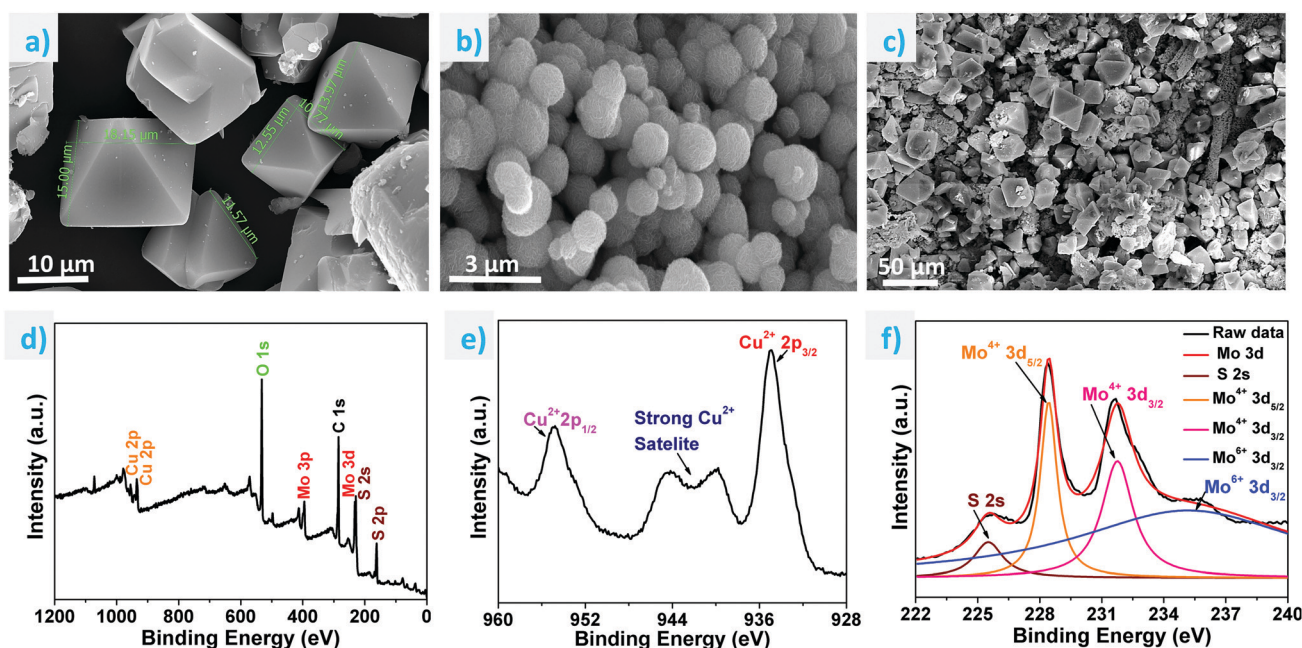 a)
16.45 μm
15.00 μm
12.55 μm
10.77 μm
13.97 μm
11.57 μm
10 μm
b)
3 μm
c)
50 μm
d)
Intensity (a.u.)
Cu 2p
Cu 2p
O 1s
Mo 3p
C 1s
Mo 3d
S 2s
S 2p
1200 1000 800 600 400 200 0
Binding Energy (eV)
e)
Intensity (a.u.)
Cu²⁺2p₁/₂
Strong Cu²⁺
Satelite
Cu²⁺ 2p₃/₂
960 952 944 936 928
Binding Energy (eV)
f)
Intensity (a.u.)
S 2s
Mo⁴⁺ 3d₅/₂
Mo⁴⁺ 3d₃/₂
Mo⁶⁺ 3d₃/₂
Raw data
Mo 3d
S 2s
Mo⁴⁺ 3d₅/₂
Mo⁴⁺ 3d₃/₂
Mo⁶⁺ 3d₃/₂
222 225 228 231 234 237 240
Binding Energy (eV)